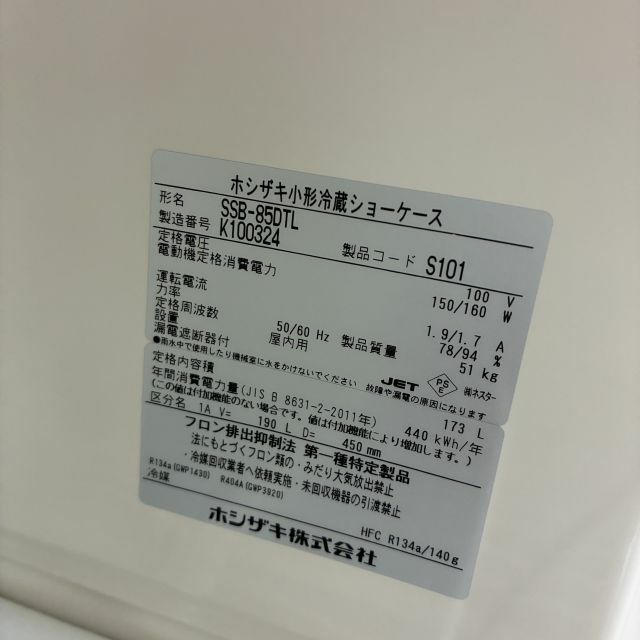 ホシザキ小形冷蔵ショーケース
形名 SSB-85DTL
製造番号 K100324 製品コード S101
定格電圧 100 V
電動機定格消費電力 150/160 W
運転電流 1.9/1.7 A
力率 78/94 %
定格周波数 50/60 Hz 製品質量 51 kg
設置 屋内用
漏電遮断器付 JET PSE ㈱ネスター
●雨水中で使用したり機械室に水をかけないでください 故障や漏電の原因になります
定格内容積 173 L
年間消費電力量(JIS B 8631-2-2011年) 440 kWh/年
(この値は付加機能のない場合です。値は付加機能により増加します。)
区分名 1A V= 190 L D= 450 mm
フロン排出抑制法 第一種特定製品
法にもとづくフロン類の・みだり大気放出禁止
・冷媒回収業者へ依頼実施・未回収機器の引渡禁止
R134a(GWP1430) R404A(GWP3920)
冷媒 HFC R134a/140g
ホシザキ株式会社